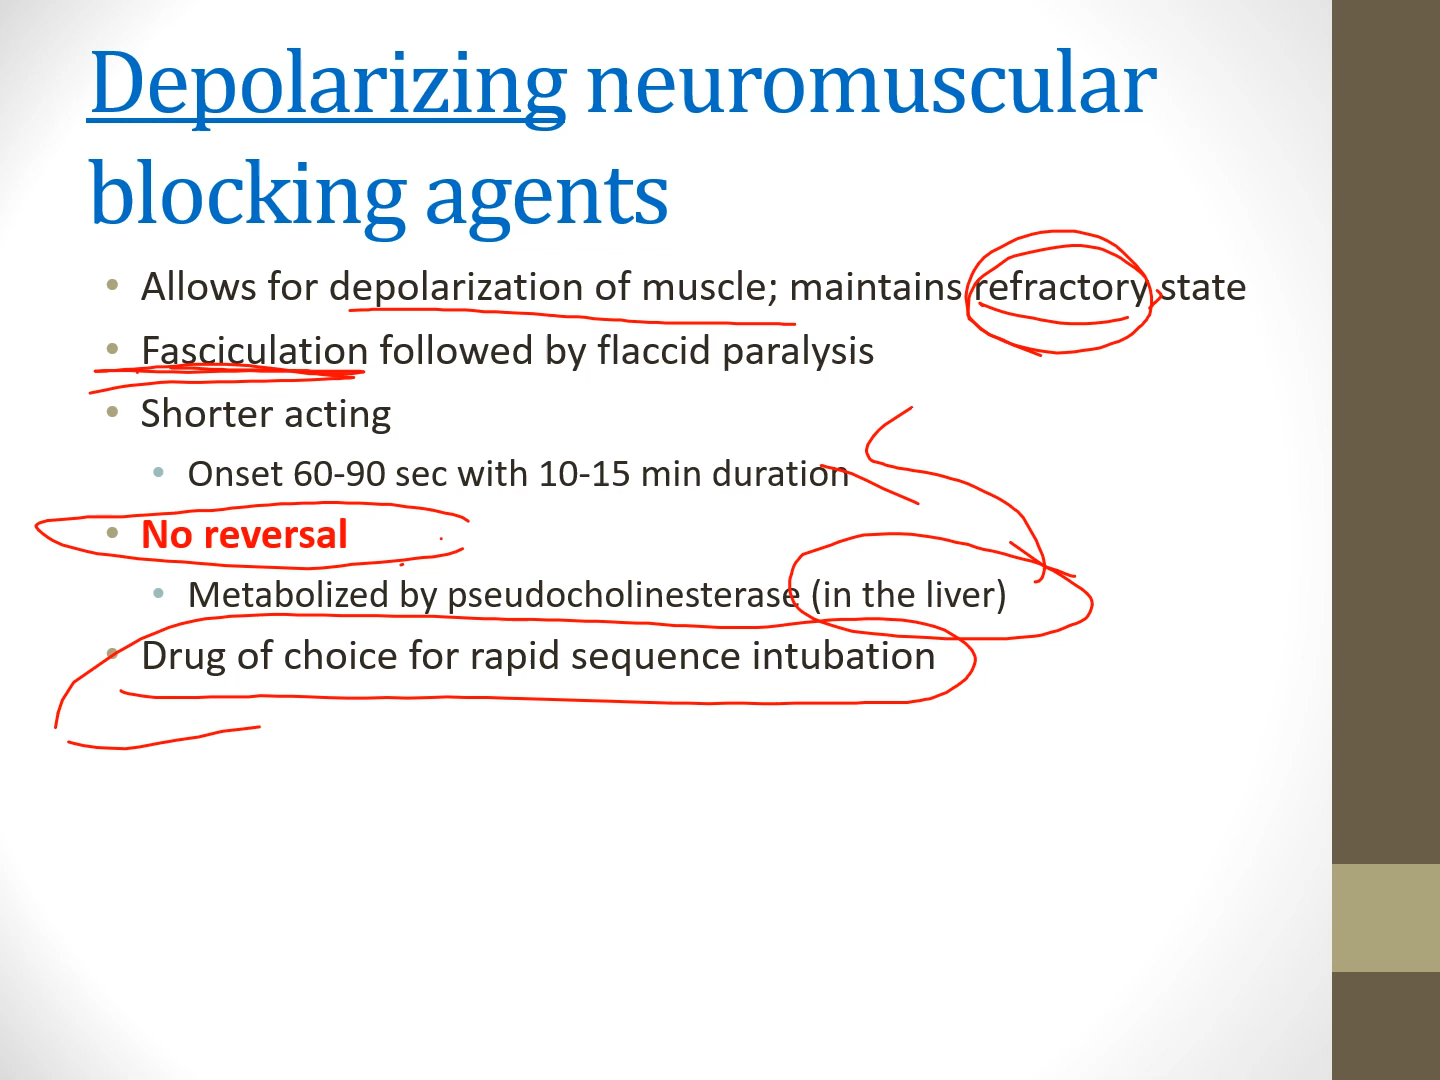 Depolarizing neuromuscular
blocking agents
• Allows for depolarization of muscle; maintains refractory state
• Fasciculation followed by flaccid paralysis
• Shorter acting
• Onset 60-90 sec with 10-15 min duration
• No reversal
• Metabolized by pseudocholinesterase (in the liver)
• Drug of choice for rapid sequence intubation